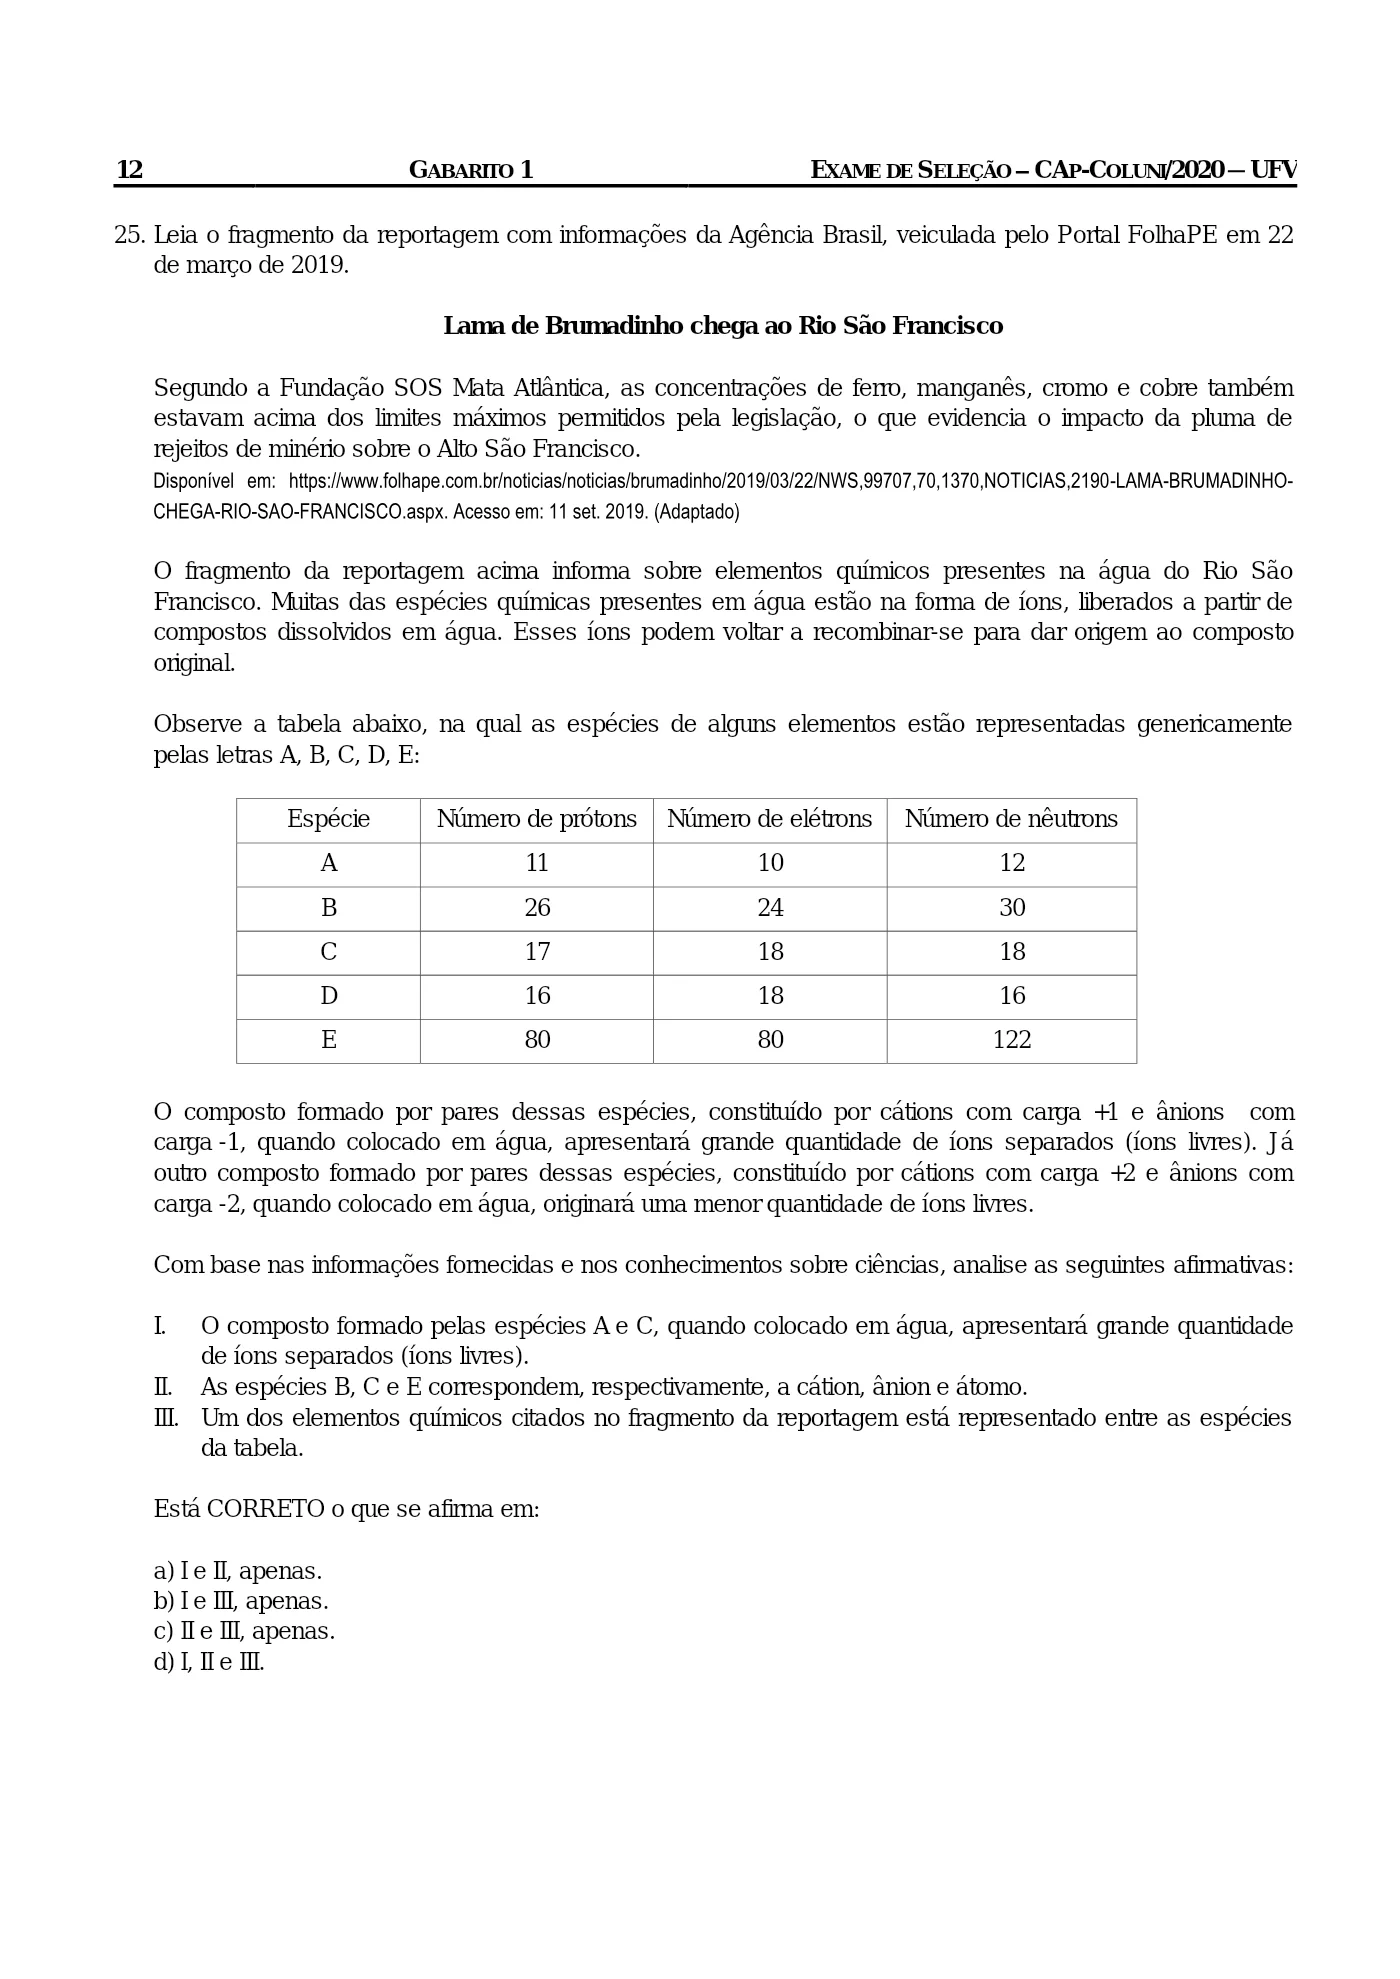 12 GABARITO 1 EXAME DE SELEÇÃO – CAP-COLUNI/2020 — UFV
25. Leia o fragmento da reportagem com informações da Agência Brasil, veiculada pelo Portal FolhaPE em 22
de março de 2019.
Lama de Brumadinho chega ao Rio São Francisco
Segundo a Fundação SOS Mata Atlântica, as concentrações de ferro, manganês, cromo e cobre também
estavam acima dos limites máximos permitidos pela legislação, o que evidencia o impacto da pluma de
rejeitos de minério sobre o Alto São Francisco.
Disponível em: https://www.folhape.com.br/noticias/noticias/brumadinho/2019/03/22/NWS,99707,70,1370,NOTICIAS,2190-LAMA-BRUMADINHO-
CHEGA-RIO-SAO-FRANCISCO.aspx. Acesso em: 11 set. 2019. (Adaptado)
O fragmento da reportagem acima informa sobre elementos químicos presentes na água do Rio São
Francisco. Muitas das espécies químicas presentes em água estão na forma de íons, liberados a partir de
compostos dissolvidos em água. Esses íons podem voltar a recombinar-se para dar origem ao composto
original.
Observe a tabela abaixo, na qual as espécies de alguns elementos estão representadas genericamente
pelas letras A, B, C, D, E:
Espécie Número de prótons Número de elétrons Número de nêutrons
A 11 10 12
B 26 24 30
C 17 18 18
D 16 18 16
E 80 80 122
O composto formado por pares dessas espécies, constituído por cátions com carga +1 e ânions com
carga -1, quando colocado em água, apresentará grande quantidade de íons separados (íons livres). Já
outro composto formado por pares dessas espécies, constituído por cátions com carga +2 e ânions com
carga -2, quando colocado em água, originará uma menor quantidade de íons livres.
Com base nas informações fornecidas e nos conhecimentos sobre ciências, analise as seguintes afirmativas:
I. O composto formado pelas espécies A e C, quando colocado em água, apresentará grande quantidade
de íons separados (íons livres).
II. As espécies B, C e E correspondem, respectivamente, a cátion, ânion e átomo.
III. Um dos elementos químicos citados no fragmento da reportagem está representado entre as espécies
da tabela.
Está CORRETO o que se afirma em:
a) I e II, apenas.
b) I e III, apenas.
c) II e III, apenas.
d) I, II e III.